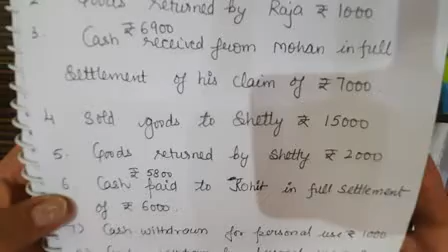 2. Goods returned by Raja ₹ 1000
3. Cash ₹ 6900 received from Mohan in full
settlement of his claim of ₹ 7000.
4 Sold goods to Shetty ₹ 15000
5. Goods returned by Shetty ₹ 2000
6 Cash ₹ 5800 paid to Rohit in full settlement
of ₹ 6000.
7) Cash withdrawn for personal use ₹ 1000